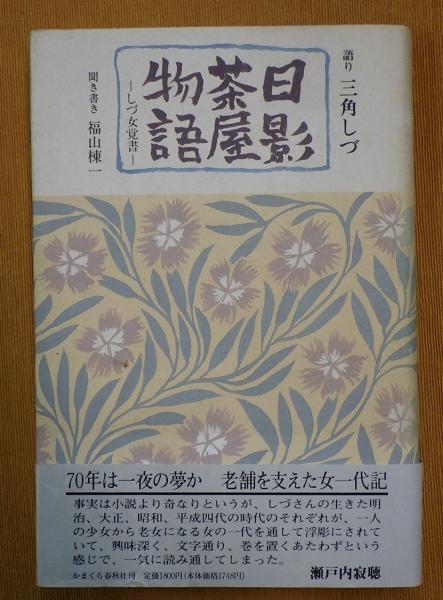 語り 三角しづ
日影
茶屋
物語
―しづ女覚書―
聞き書き 福山棟一
70年は一夜の夢か 老舗を支えた女一代記
事実は小説より奇なりというが、しづさんの生きた明
治、大正、昭和、平成四代の時代のそれぞれが、一人
の少女から老女になる女の一代を通して浮彫にされて
いて、興味深く、文字通り、巻を置くあたわずという
感じで、一気に読み通してしまった。
瀬戸内寂聴
かまくら春秋社刊 定価1800円(本体価格1748円)